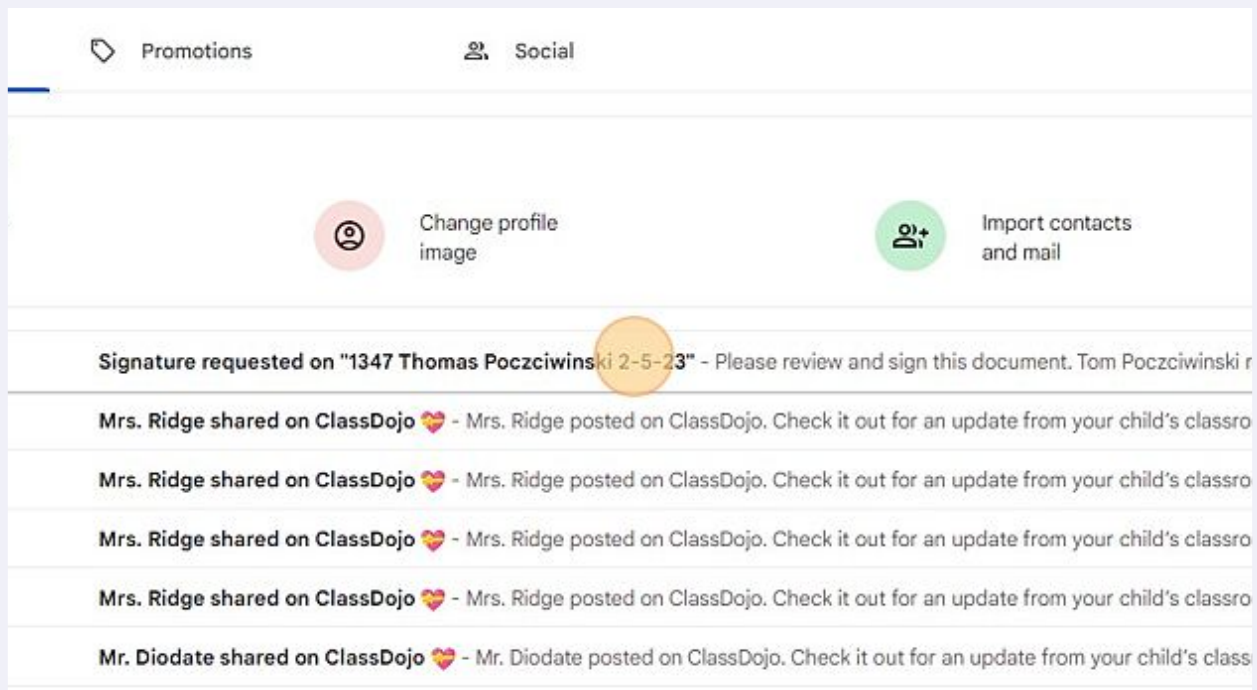 Promotions Social
Change profile
image
Import contacts
and mail
Signature requested on "1347 Thomas Poczciwinski 2-5-23" - Please review and sign this document. Tom Poczciwinski
Mrs. Ridge shared on ClassDojo 💝 - Mrs. Ridge posted on ClassDojo. Check it out for an update from your child's classro
Mrs. Ridge shared on ClassDojo 💝 - Mrs. Ridge posted on ClassDojo. Check it out for an update from your child's classro
Mrs. Ridge shared on ClassDojo 💝 - Mrs. Ridge posted on ClassDojo. Check it out for an update from your child's classro
Mrs. Ridge shared on ClassDojo 💝 - Mrs. Ridge posted on ClassDojo. Check it out for an update from your child's classro
Mr. Diodate shared on ClassDojo 💝 - Mr. Diodate posted on ClassDojo. Check it out for an update from your child's class